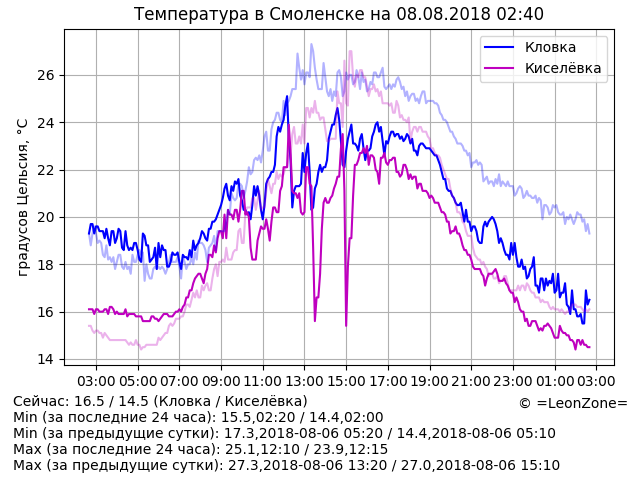 Температура в Смоленске на 08.08.2018 02:40
Кловка
Киселёвка
градусов Цельсия, °C
26
24
22
20
18
16
14
03:00 05:00 07:00 09:00 11:00 13:00 15:00 17:00 19:00 21:00 23:00 01:00 03:00
Сейчас: 16.5 / 14.5 (Кловка / Киселёвка)
© =LeonZone=
Min (за последние 24 часа): 15.5,02:20 / 14.4,02:00
Min (за предыдущие сутки): 17.3,2018-08-06 05:20 / 14.4,2018-08-06 05:10
Max (за последние 24 часа): 25.1,12:10 / 23.9,12:15
Max (за предыдущие сутки): 27.3,2018-08-06 13:20 / 27.0,2018-08-06 15:10